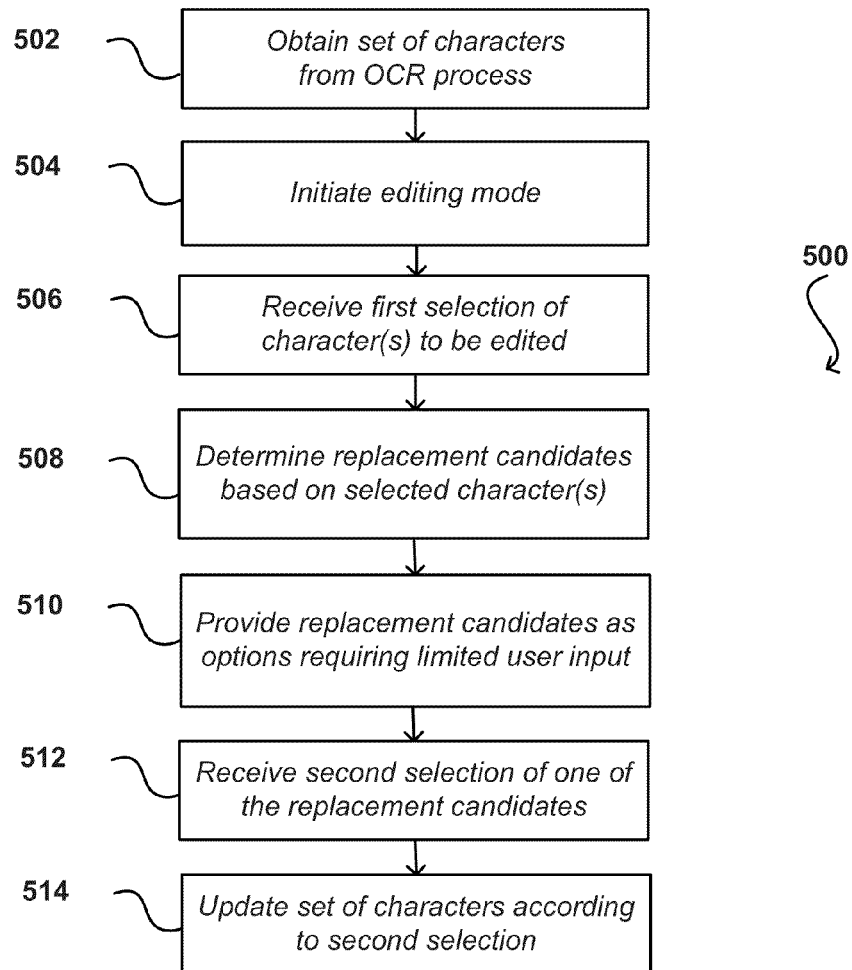 502
Obtain set of characters
from OCR process
504
Initiate editing mode
500
506
Receive first selection of
character(s) to be edited
508
Determine replacement candidates
based on selected character(s)
510
Provide replacement candidates as
options requiring limited user input
512
Receive second selection of one of
the replacement candidates
514
Update set of characters according
to second selection